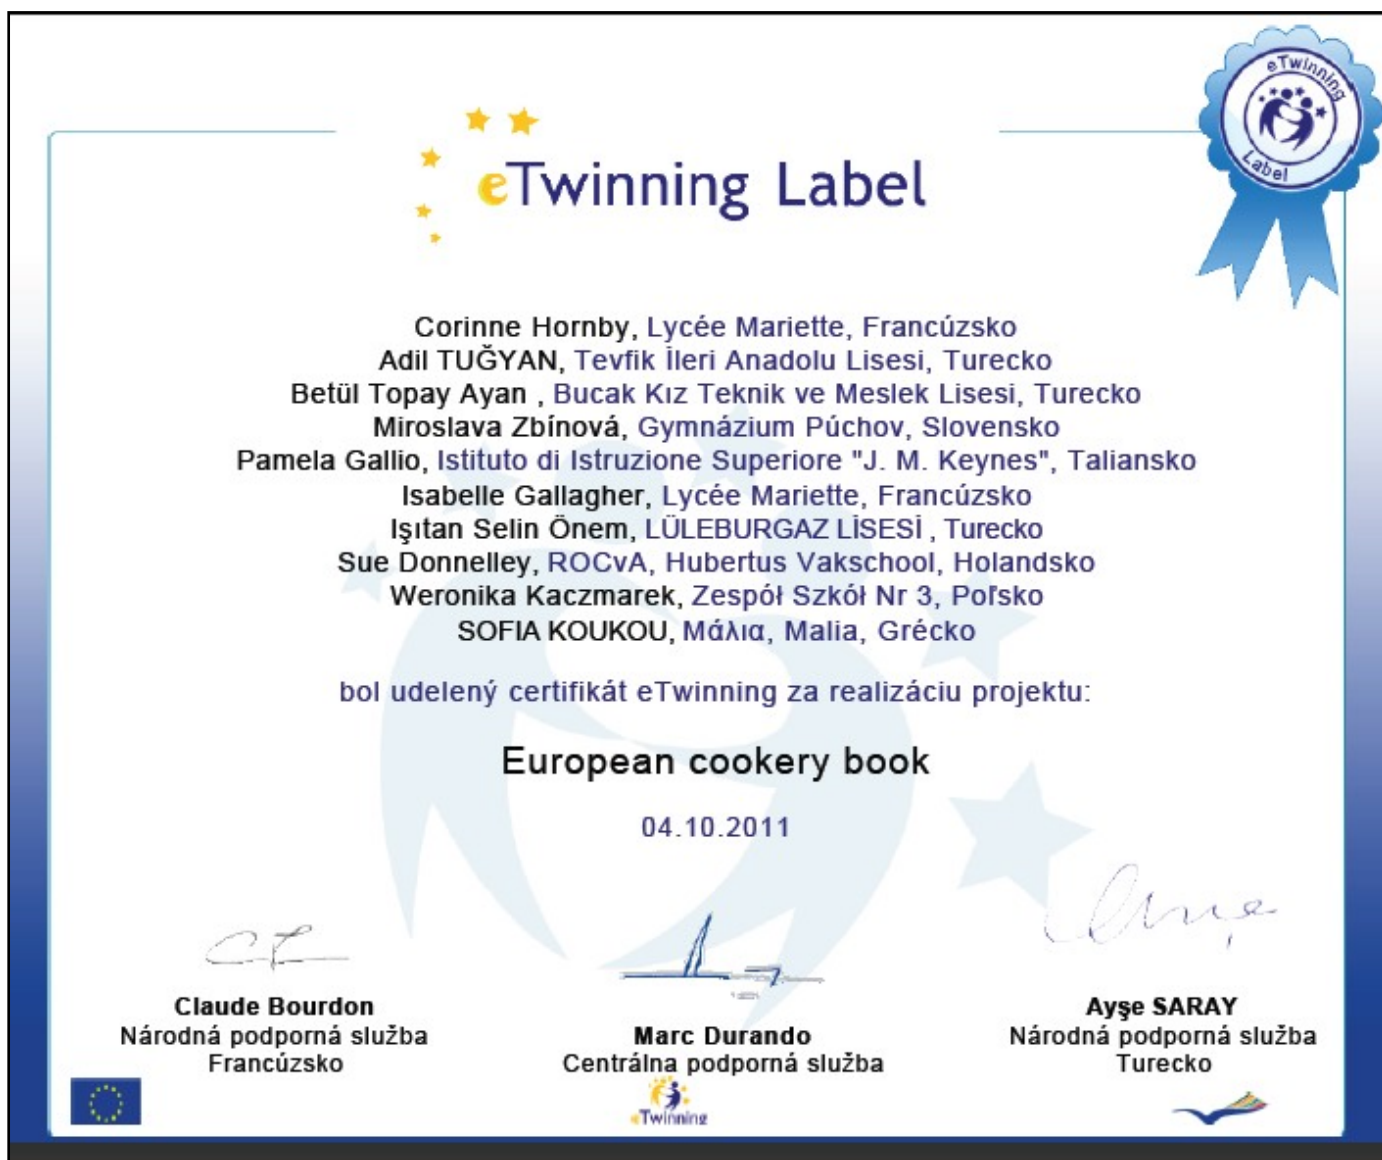 eTwinning
Label
eTwinning Label
Corinne Hornby, Lycée Mariette, Francúzsko
Adil TUĞYAN, Tevfik İleri Anadolu Lisesi, Turecko
Betül Topay Ayan , Bucak Kız Teknik ve Meslek Lisesi, Turecko
Miroslava Zbínová, Gymnázium Púchov, Slovensko
Pamela Gallio, Istituto di Istruzione Superiore "J. M. Keynes", Taliansko
Isabelle Gallagher, Lycée Mariette, Francúzsko
Işıtan Selin Önem, LÜLEBURGAZ LİSESİ , Turecko
Sue Donnelley, ROCvA, Hubertus Vakschool, Holandsko
Weronika Kaczmarek, Zespół Szkół Nr 3, Poľsko
SOFIA KOUKOU, Μάλια, Malia, Grécko
bol udelený certifikát eTwinning za realizáciu projektu:
European cookery book
04.10.2011
Claude Bourdon
Národná podporná služba
Francúzsko
Marc Durando
Centrálna podporná služba
eTwinning
Ayşe SARAY
Národná podporná služba
Turecko